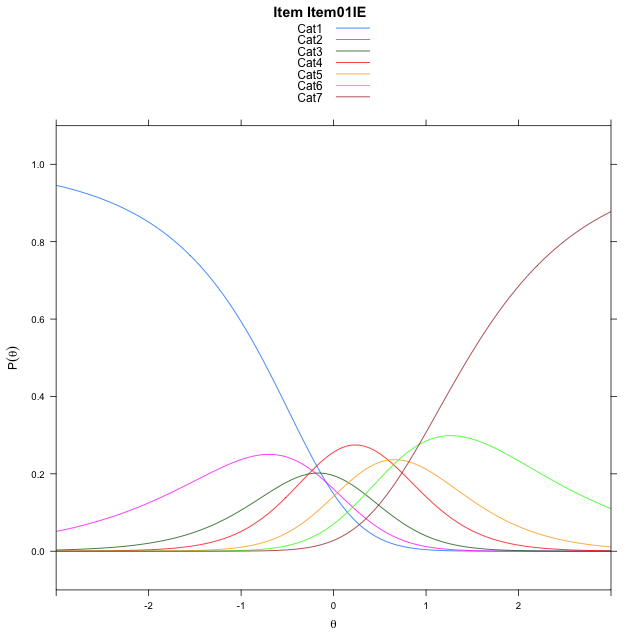 Item Item01IE
Cat1
Cat2
Cat3
Cat4
Cat5
Cat6
Cat7
1.0
0.8
0.6
0.4
0.2
0.0
P(θ)
-2 -1 0 1 2
θ